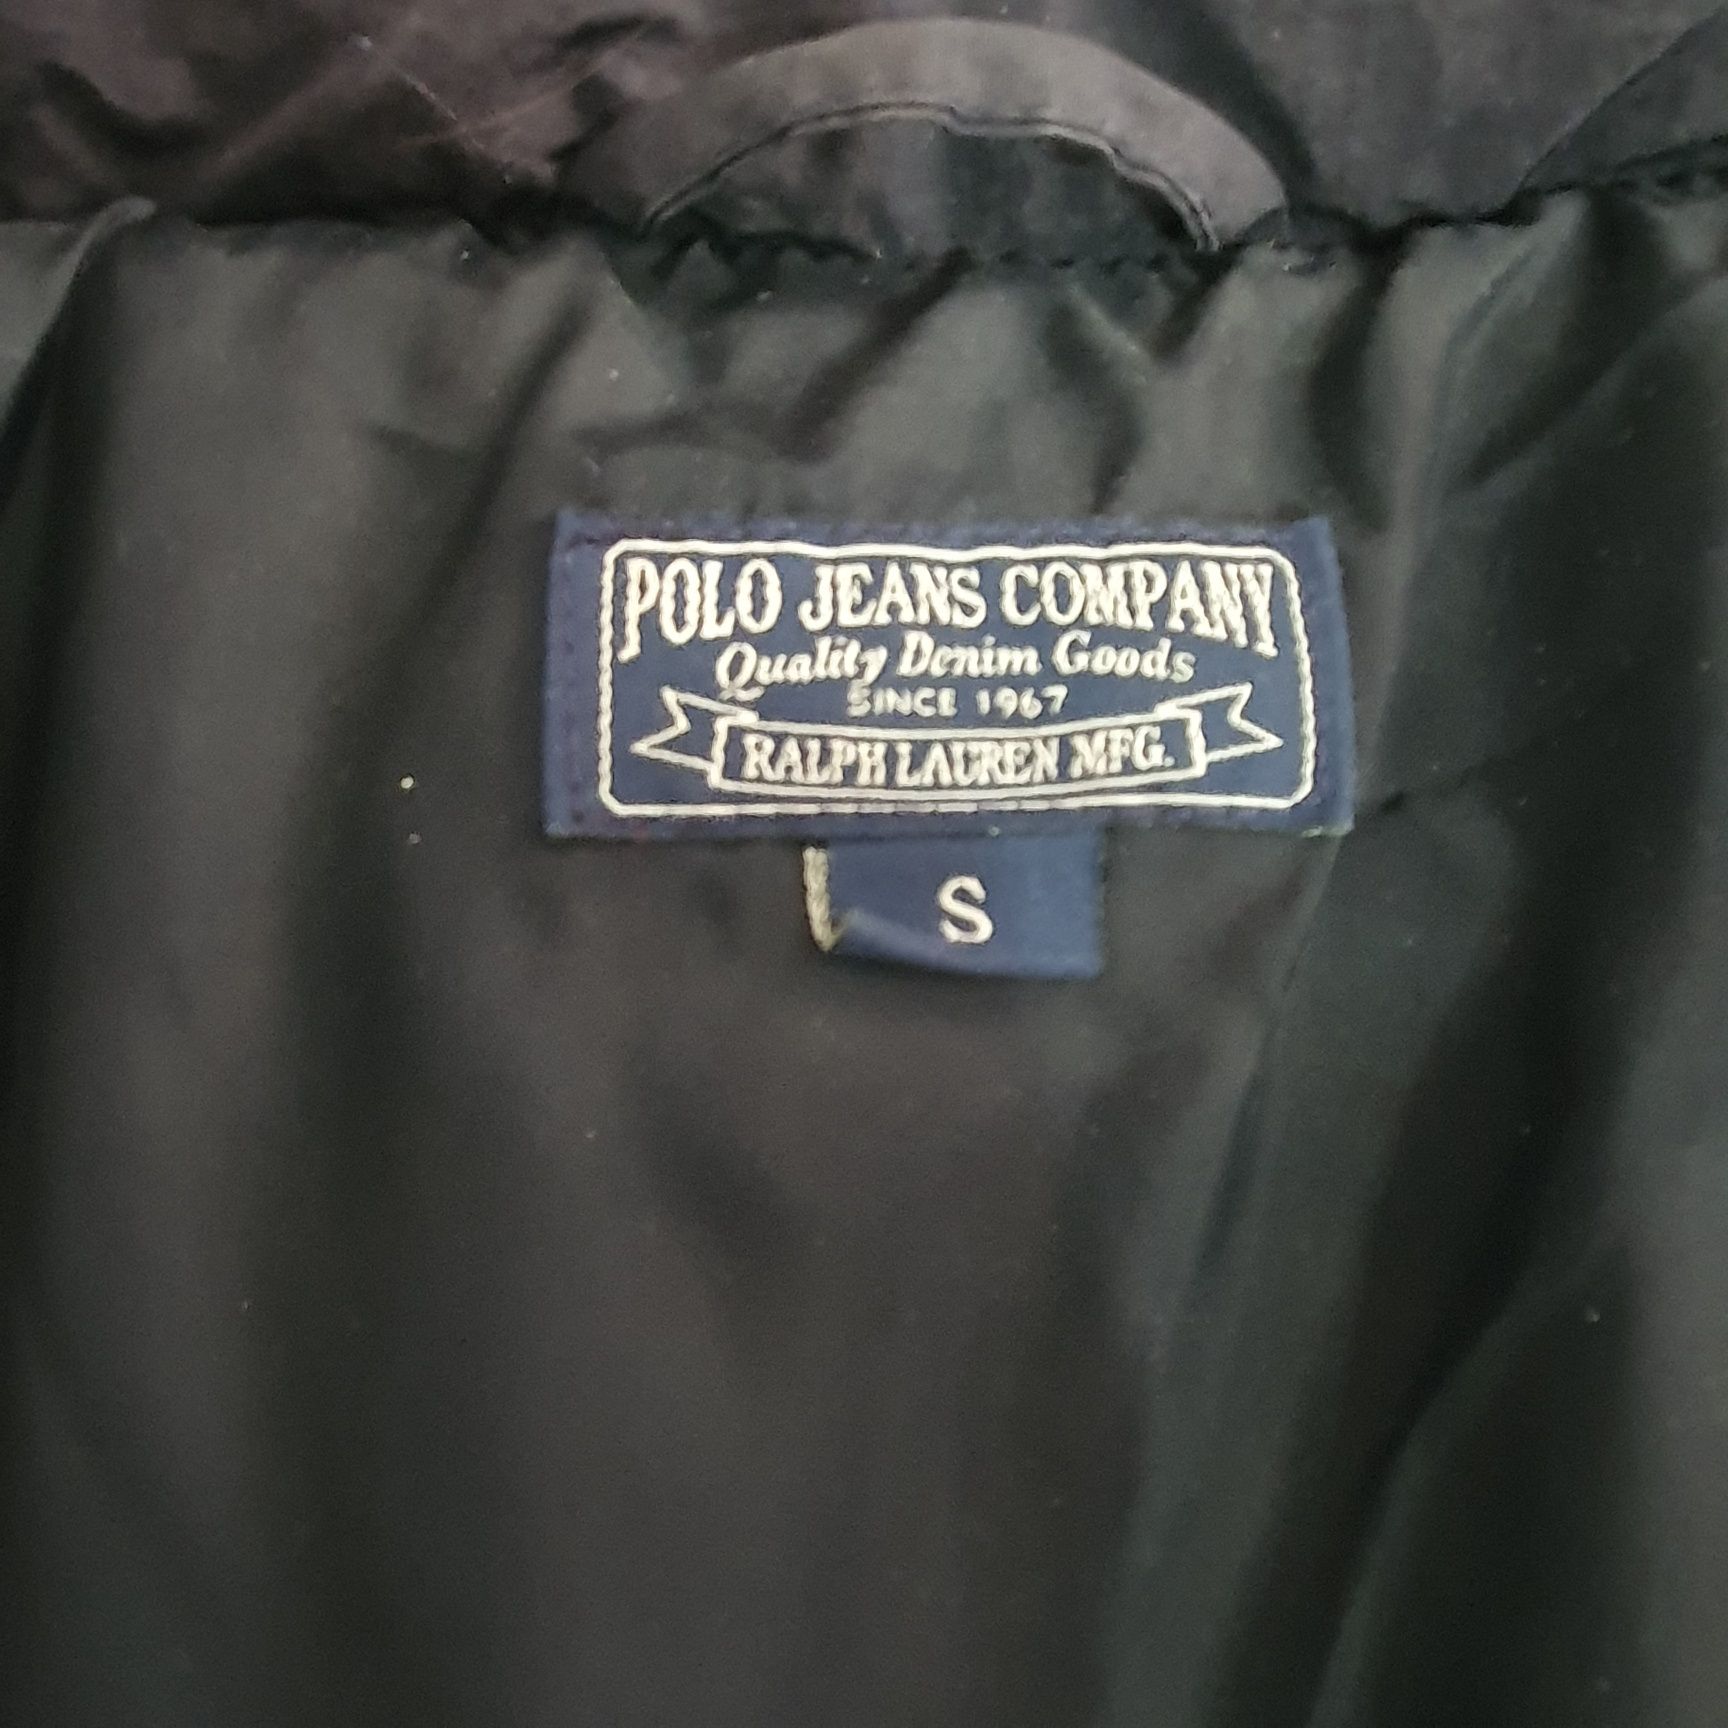 POLO JEANS COMPANY
Quality Denim Goods
SINCE 1967
RALPH LAUREN MFG.
S